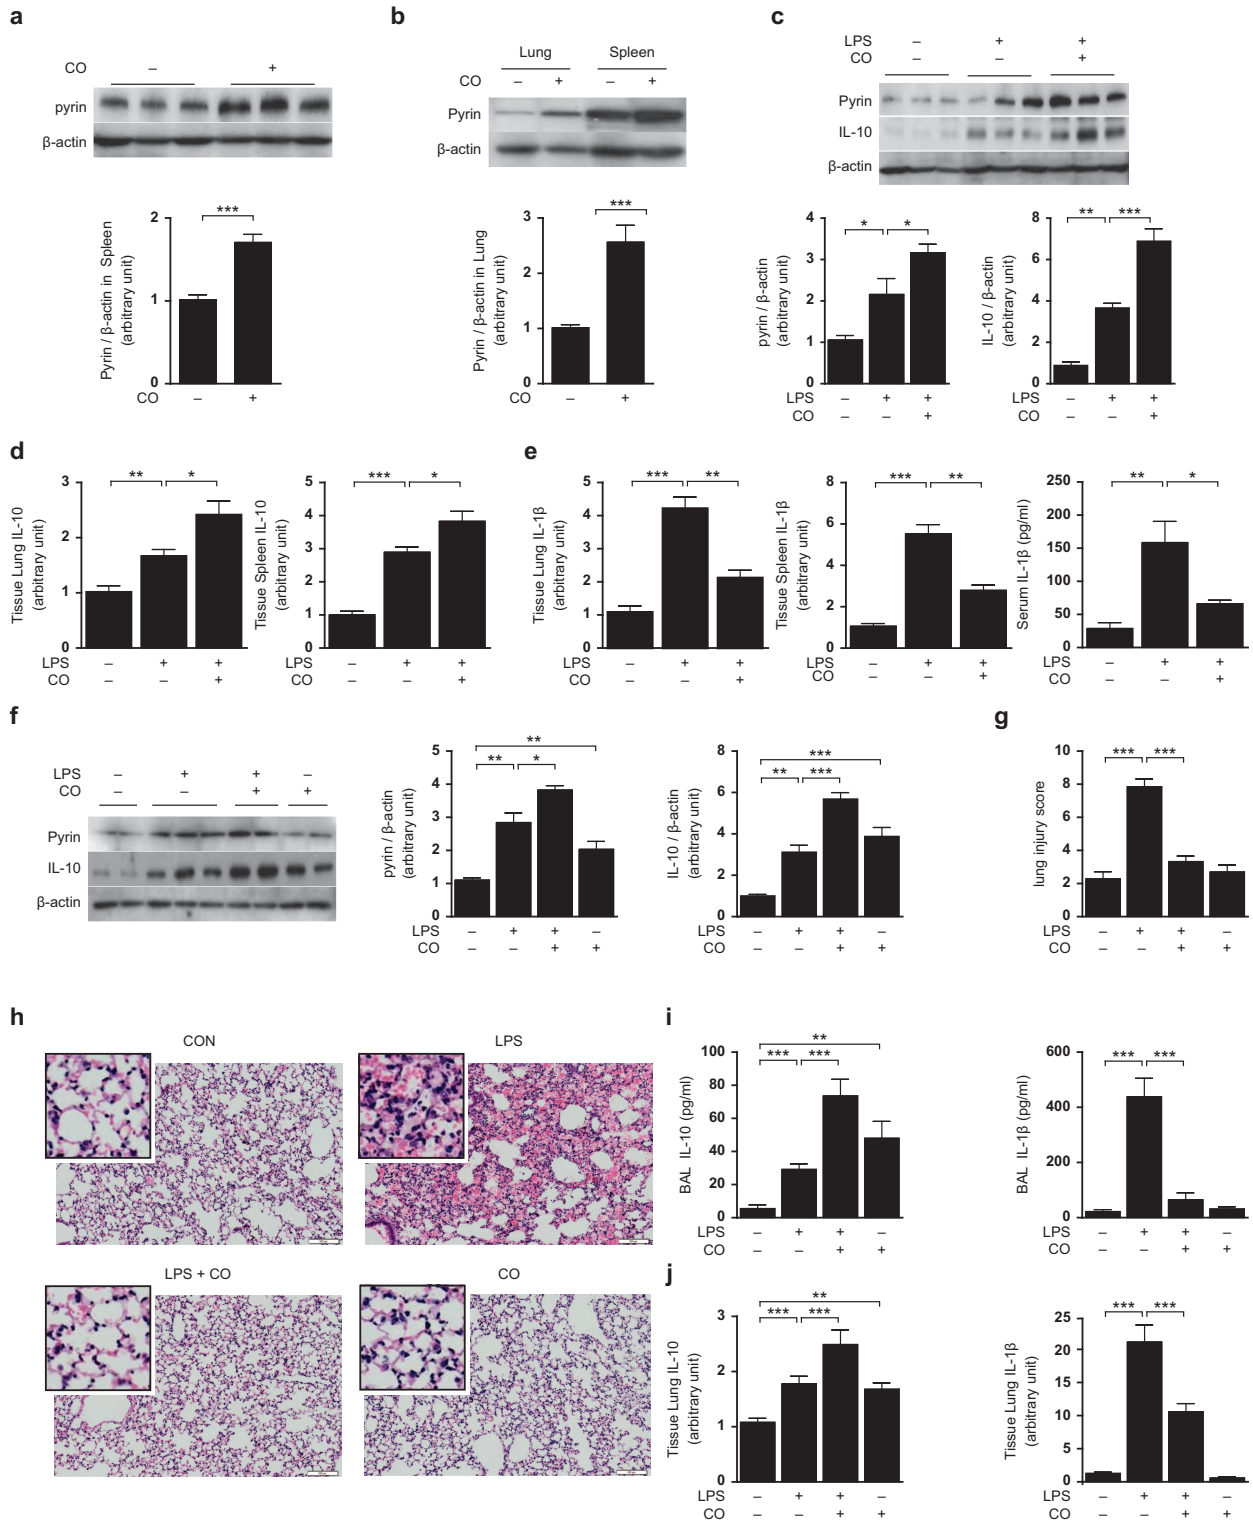 a
CO
–
+
pyrin
β-actin
Pyrin / β-actin in Spleen
(arbitrary unit)
2
1
0
***
CO
–
+
b
Lung
Spleen
CO
–
+
–
+
Pyrin
β-actin
Pyrin / β-actin in Lung
(arbitrary unit)
3
2
1
0
***
CO
–
+
c
LPS
–
+
+
CO
–
–
+
Pyrin
IL-10
β-actin
pyrin / β-actin
(arbitrary unit)
4
3
2
1
0
*
*
LPS
–
+
+
CO
–
–
+
IL-10 / β-actin
(arbitrary unit)
8
6
4
2
0
**
***
LPS
–
+
+
CO
–
–
+
d
Tissue Lung IL-10
(arbitrary unit)
3
2
1
0
**
*
LPS
–
+
+
CO
–
–
+
Tissue Spleen IL-10
(arbitrary unit)
5
4
3
2
1
0
***
*
LPS
–
+
+
CO
–
–
+
e
Tissue Lung IL-1β
(arbitrary unit)
5
4
3
2
1
0
***
**
LPS
–
+
+
CO
–
–
+
Tissue Spleen IL-1β
(arbitrary unit)
8
6
4
2
0
***
**
LPS
–
+
+
CO
–
–
+
Serum IL-1β (pg/ml)
250
200
150
100
50
0
**
*
LPS
–
+
+
CO
–
–
+
f
LPS
–
+
+
–
CO
–
–
+
+
Pyrin
IL-10
β-actin
pyrin / β-actin
(arbitrary unit)
5
4
3
2
1
0
**
**
*
LPS
–
+
+
–
CO
–
–
+
+
IL-10 / β-actin
(arbitrary unit)
8
6
4
2
0
***
**
***
LPS
–
+
+
–
CO
–
–
+
+
g
lung injury score
10
8
6
4
2
0
***
***
LPS
–
+
+
–
CO
–
–
+
+
h
CON
LPS
LPS + CO
CO
i
BAL IL-10 (pg/ml)
100
80
60
40
20
0
**
***
***
LPS
–
+
+
–
CO
–
–
+
+
BAL IL-1β (pg/ml)
600
400
200
0
***
***
LPS
–
+
+
–
CO
–
–
+
+
j
Tissue Lung IL-10
(arbitrary unit)
3
2
1
0
**
***
***
LPS
–
+
+
–
CO
–
–
+
+
Tissue Lung IL-1β
(arbitrary unit)
25
20
15
10
5
0
***
***
LPS
–
+
+
–
CO
–
–
+
+